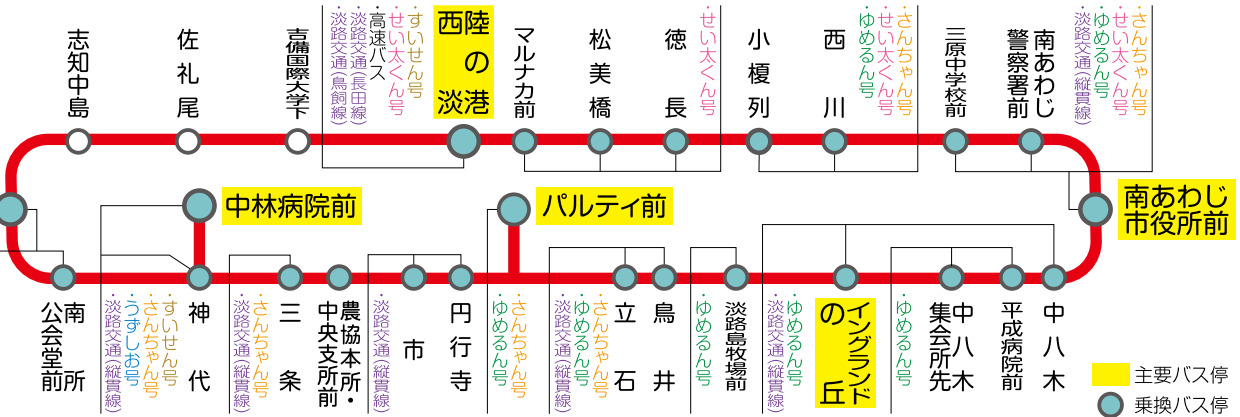 志知中島
佐礼尾
吉備国際大学下
・淡路交通(鳥飼線)
・淡路交通(長田線)
・高速バス
・せい太くん号
・すいせん号
陸の港
西淡
マルナカ前
松美橋
徳長
・せい太くん号
小榎列
西川
・ゆめるん号
・せい太くん号
・さんちゃん号
三原中学校前
南あわじ
警察署前
・淡路交通(縦貫線)
・ゆめるん号
・せい太くん号
・さんちゃん号
中林病院前
パルティ前
南あわじ
市役所前
南所
公会堂前
・淡路交通(縦貫線)
・うずしお号
・さんちゃん号
・すいせん号
神代
・淡路交通(縦貫線)
・さんちゃん号
三条
農協本所・
中央支所前
・淡路交通(縦貫線)
市
円行寺
・ゆめるん号
・さんちゃん号
・淡路交通(縦貫線)
・ゆめるん号
・さんちゃん号
立石
鳥井
・ゆめるん号
淡路島牧場前
・淡路交通(縦貫線)
・ゆめるん号
イングランド
の丘
・ゆめるん号
中八木
集会所先
平成病院前
中八木
主要バス停
乗換バス停